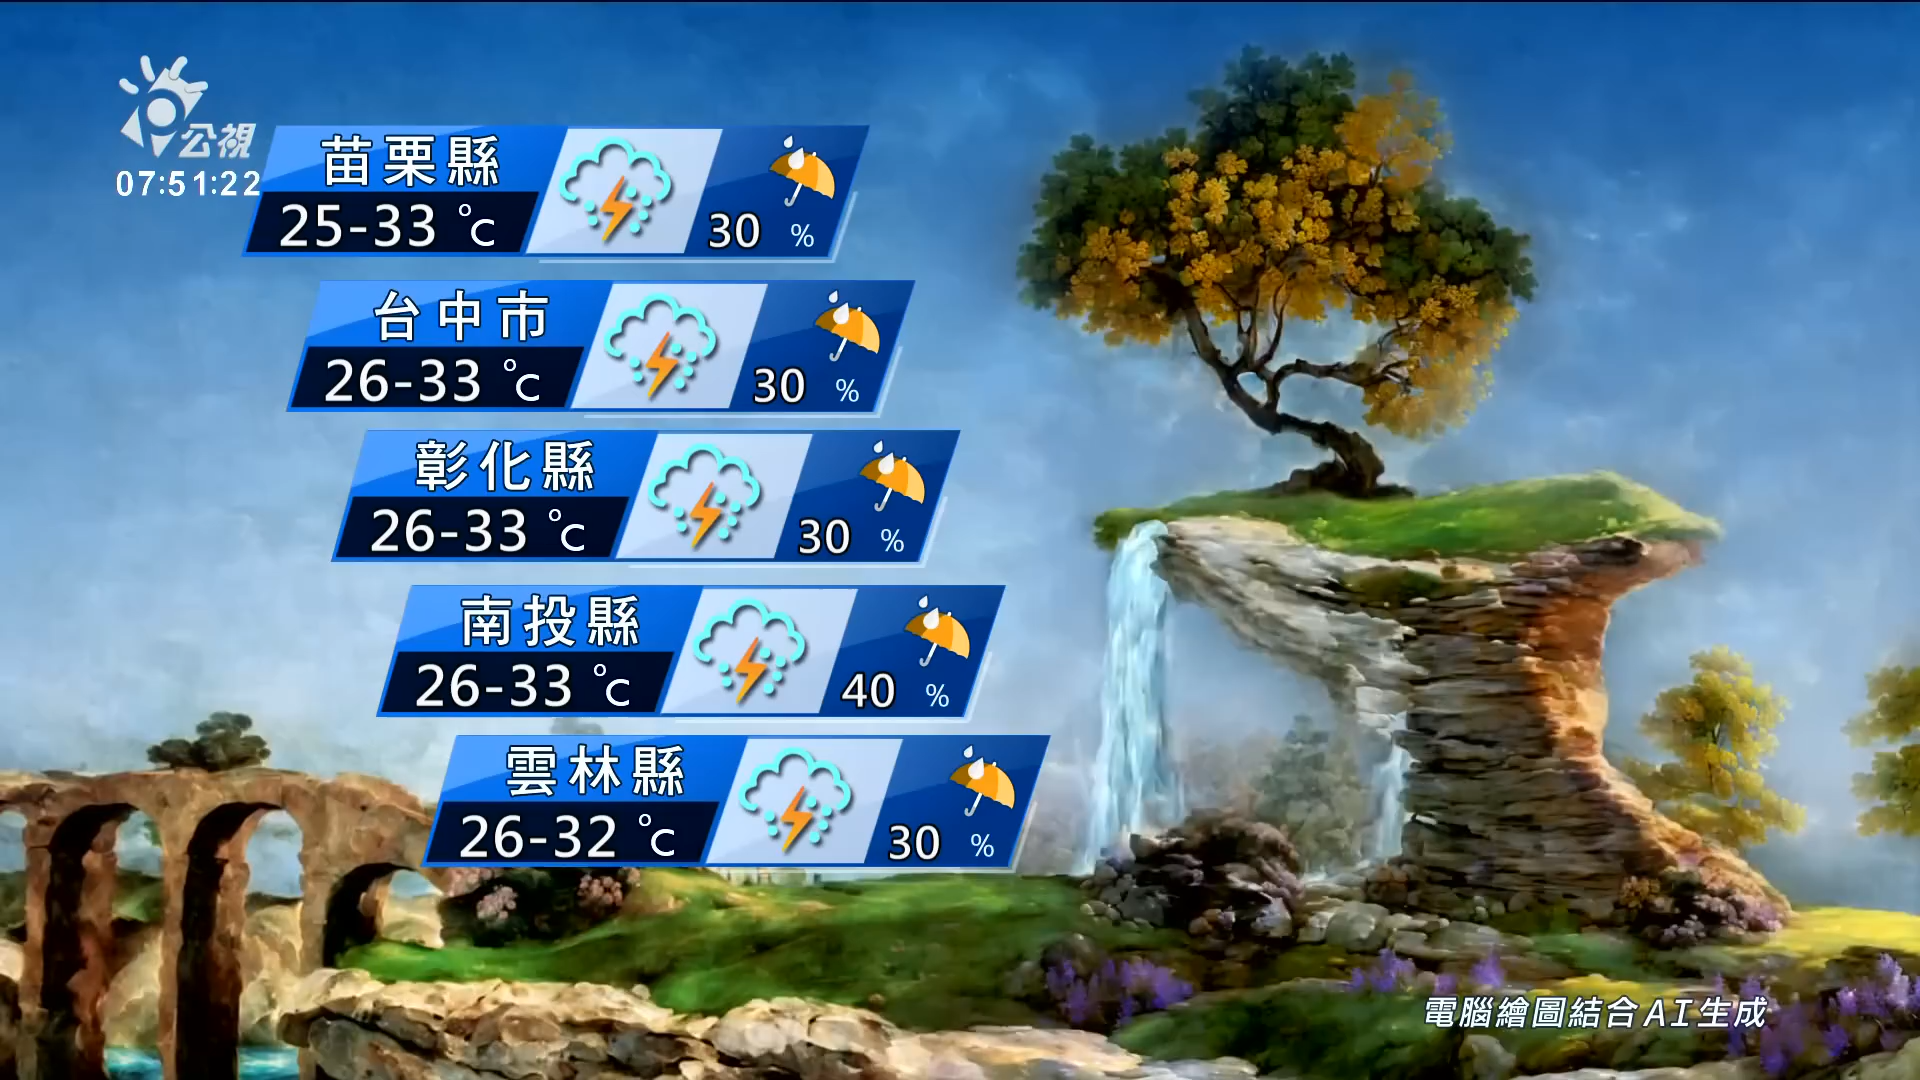 公視
07:51:22
苗栗縣
25-33 ℃
30 %
台中市
26-33 ℃
30 %
彰化縣
26-33 ℃
30 %
南投縣
26-33 ℃
40 %
雲林縣
26-32 ℃
30 %
電腦繪圖結合AI生成